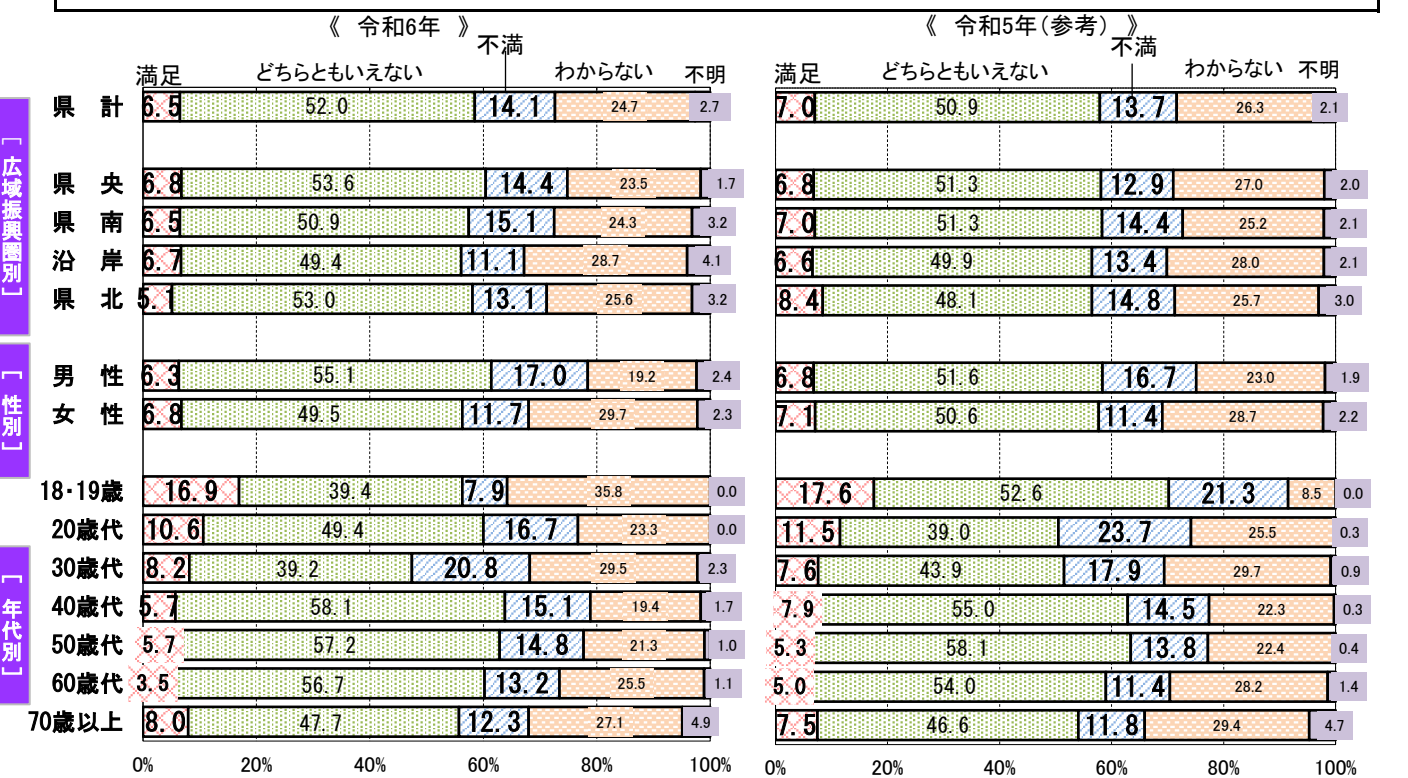 《 令和6年 》 《 令和5年(参考) 》
満足 どちらともいえない 不満 わからない 不明 満足 どちらともいえない 不満 わからない 不明
県 計 6.5 52.0 14.1 24.7 2.7 7.0 50.9 13.7 26.3 2.1
[ 広域振興圏別 ]
県 央 6.8 53.6 14.4 23.5 1.7 6.8 51.3 12.9 27.0 2.0
県 南 6.5 50.9 15.1 24.3 3.2 7.0 51.3 14.4 25.2 2.1
沿 岸 6.7 49.4 11.1 28.7 4.1 6.6 49.9 13.4 28.0 2.1
県 北 5.1 53.0 13.1 25.6 3.2 8.4 48.1 14.8 25.7 3.0
[ 性別 ]
男 性 6.3 55.1 17.0 19.2 2.4 6.8 51.6 16.7 23.0 1.9
女 性 6.8 49.5 11.7 29.7 2.3 7.1 50.6 11.4 28.7 2.2
[ 年代別 ]
18・19歳 16.9 39.4 7.9 35.8 0.0 17.6 52.6 21.3 8.5 0.0
20歳代 10.6 49.4 16.7 23.3 0.0 11.5 39.0 23.7 25.5 0.3
30歳代 8.2 39.2 20.8 29.5 2.3 7.6 43.9 17.9 29.7 0.9
40歳代 5.7 58.1 15.1 19.4 1.7 7.9 55.0 14.5 22.3 0.3
50歳代 5.7 57.2 14.8 21.3 1.0 5.3 58.1 13.8 22.4 0.4
60歳代 3.5 56.7 13.2 25.5 1.1 5.0 54.0 11.4 28.2 1.4
70歳以上 8.0 47.7 12.3 27.1 4.9 7.5 46.6 11.8 29.4 4.7
0% 20% 40% 60% 80% 100% 0% 20% 40% 60% 80% 100%